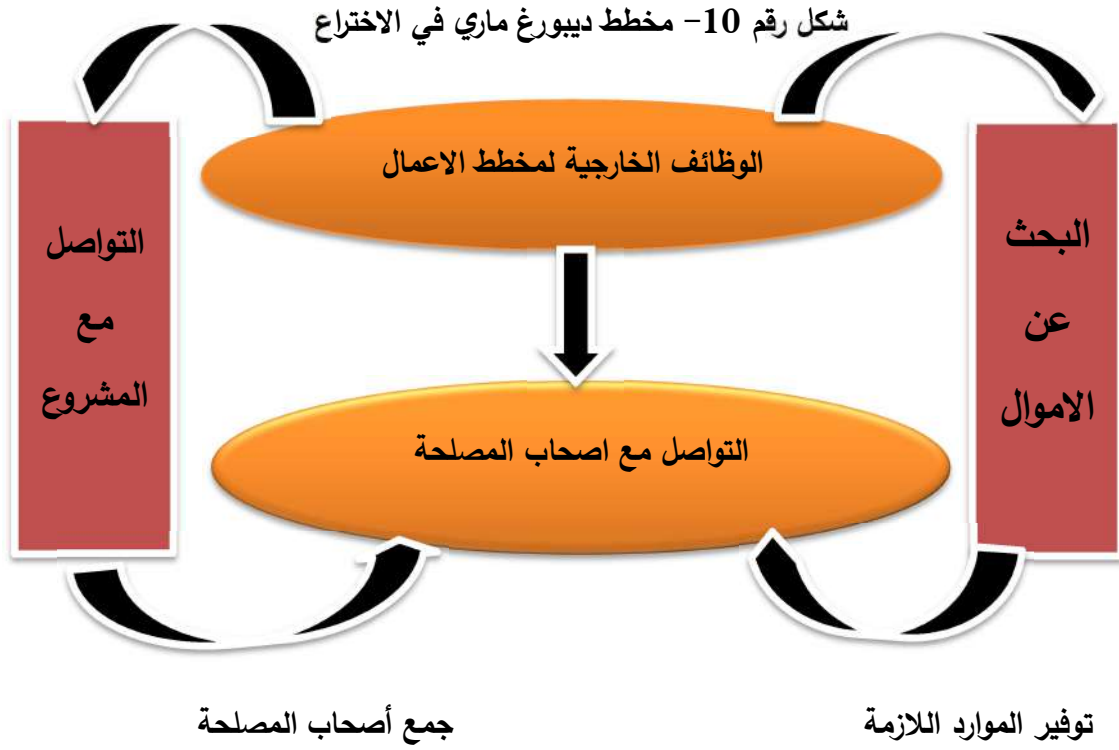 شكل رقم 10- مخطط ديبورغ ماري في الاختراع
الوظائف الخارجية لمخطط الاعمال
البحث
عن
الاموال
التواصل
مع
المشروع
التواصل مع اصحاب المصلحة
توفير الموارد اللازمة
جمع أصحاب المصلحة